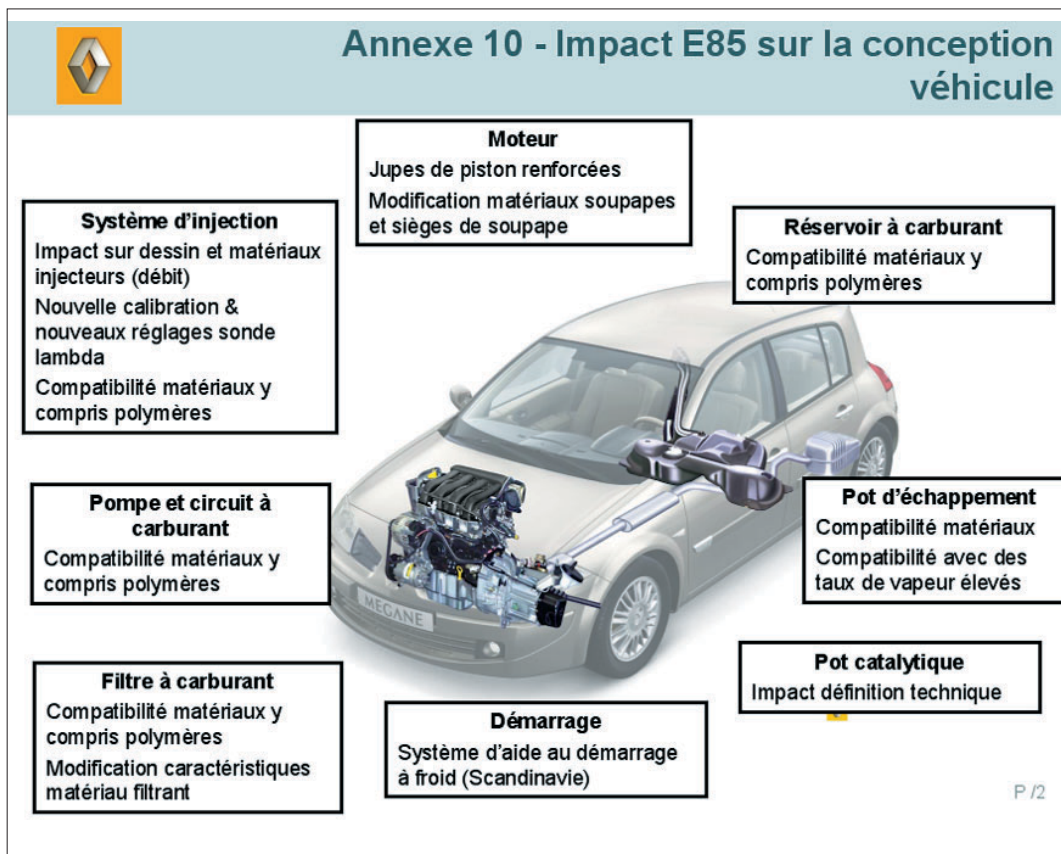 Annexe 10 - Impact E85 sur la conception
véhicule
Moteur
Jupes de piston renforcées
Modification matériaux soupapes
et sièges de soupape
Système d'injection
Impact sur dessin et matériaux
injecteurs (débit)
Nouvelle calibration &
nouveaux réglages sonde
lambda
Compatibilité matériaux y
compris polymères
Réservoir à carburant
Compatibilité matériaux y
compris polymères
Pompe et circuit à
carburant
Compatibilité matériaux y
compris polymères
Pot d'échappement
Compatibilité matériaux
Compatibilité avec des
taux de vapeur élevés
MEGANE
Filtre à carburant
Compatibilité matériaux y
compris polymères
Modification caractéristiques
matériau filtrant
Démarrage
Système d'aide au démarrage
à froid (Scandinavie)
Pot catalytique
Impact définition technique
P /2